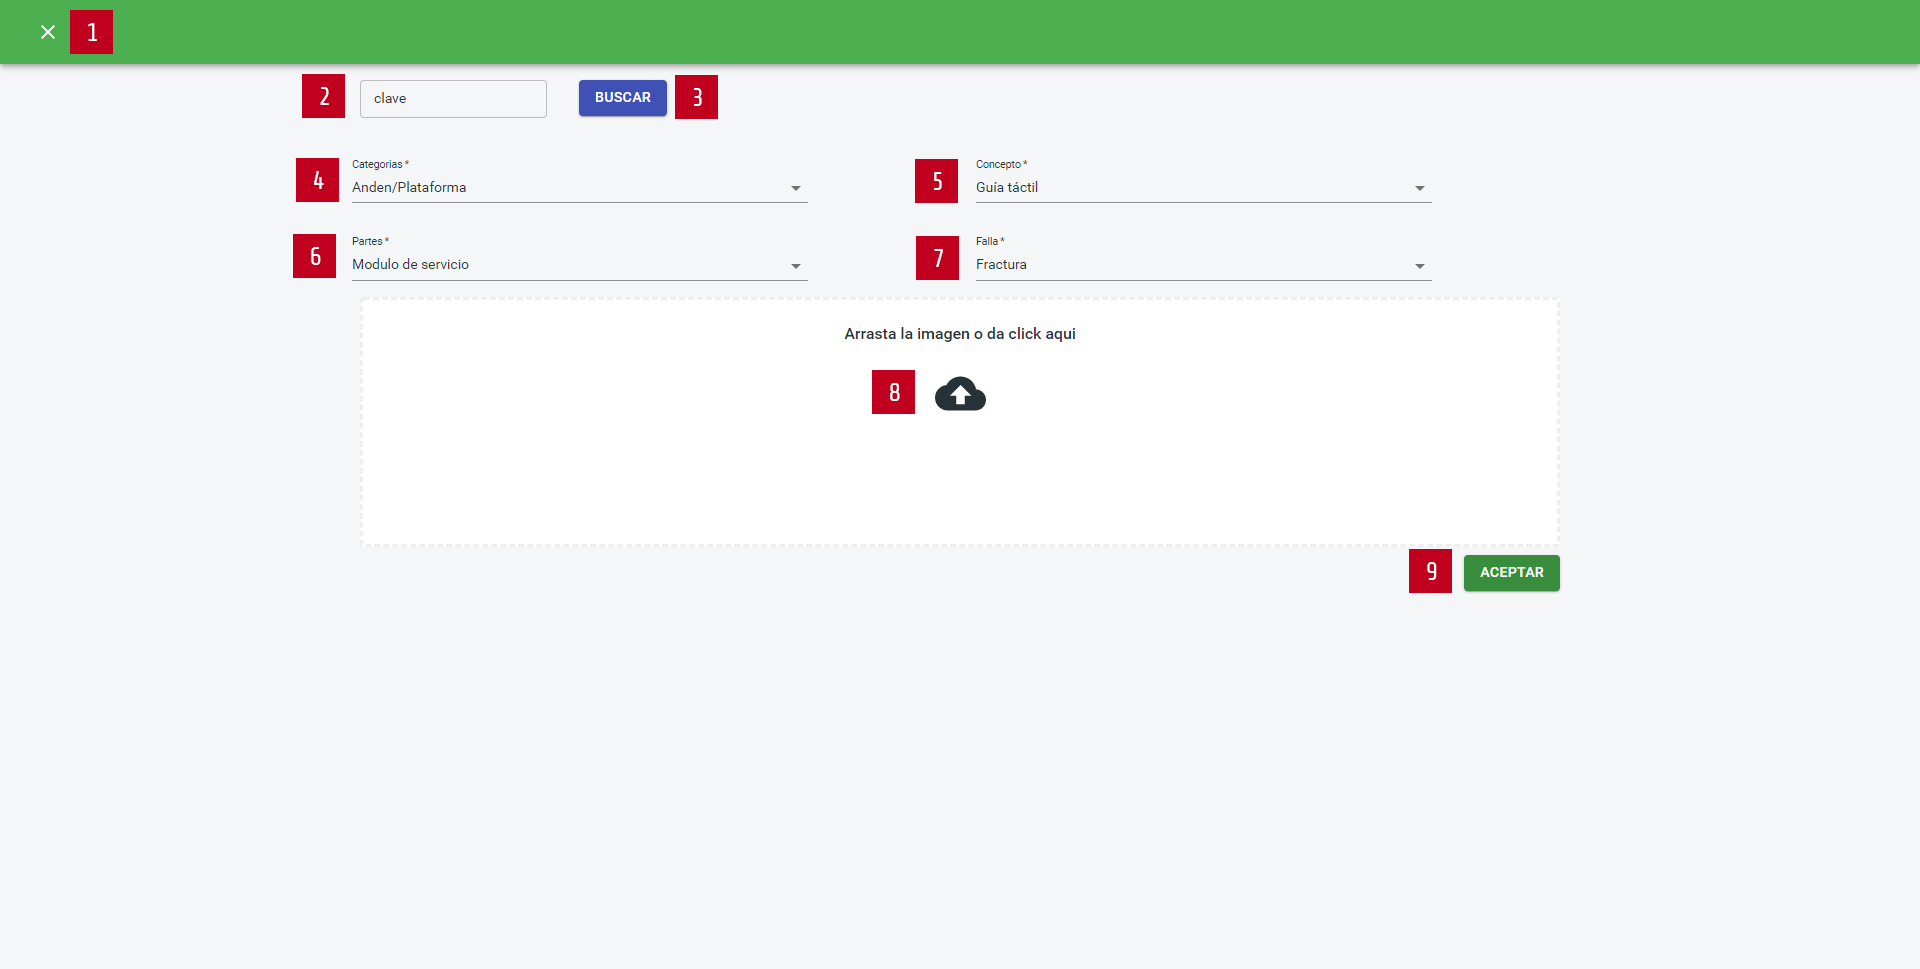 1
2 clave BUSCAR 3
4 Categorias * 5 Concepto *
Anden/Plataforma Guía táctil
6 Partes * 7 Falla *
Modulo de servicio Fractura
Arrasta la imagen o da click aqui
8
9 ACEPTAR